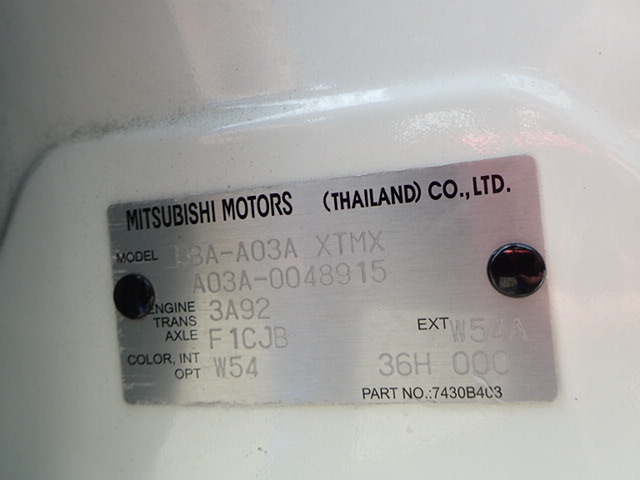 MITSUBISHI MOTORS (THAILAND) CO., LTD.
MODEL DBA-A03A XTMX
A03A-0048915
ENGINE 3A92
TRANS AXLE F1CJB EXT W54A
COLOR, INT OPT W54 36H 000
PART NO.:7430B403